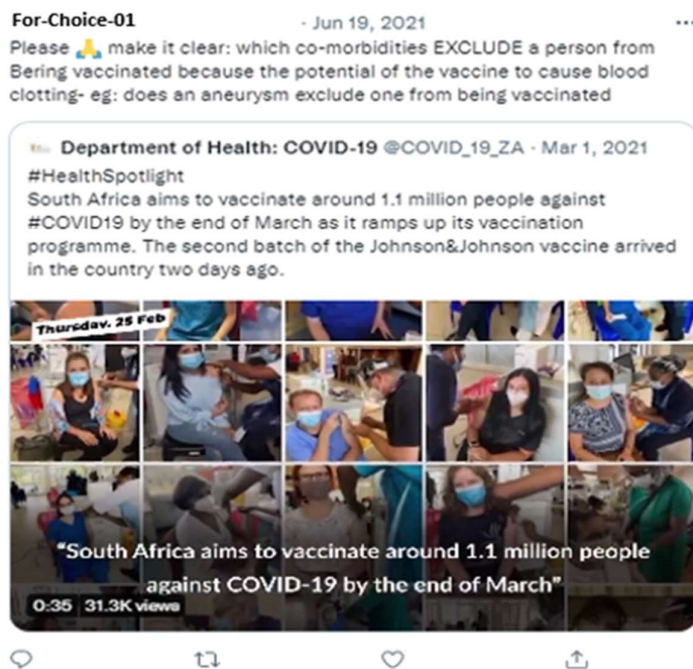 For-Choice-01 · Jun 19, 2021
Please 🙏 make it clear: which co-morbidities EXCLUDE a person from
Bering vaccinated because the potential of the vaccine to cause blood
clotting- eg: does an aneurysm exclude one from being vaccinated
Department of Health: COVID-19 @COVID_19_ZA · Mar 1, 2021
#HealthSpotlight
South Africa aims to vaccinate around 1.1 million people against
#COVID19 by the end of March as it ramps up its vaccination
programme. The second batch of the Johnson&Johnson vaccine arrived
in the country two days ago.
Thursday, 25 Feb
"South Africa aims to vaccinate around 1.1 million people
against COVID-19 by the end of March"
0:35 31.3K views